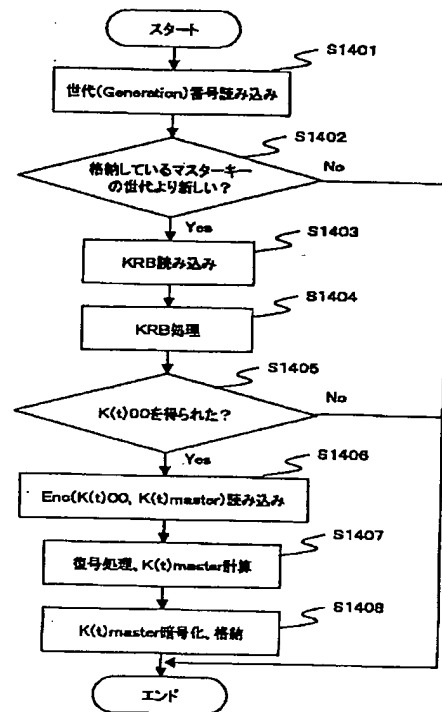 スタート
S1401
世代(Generation)番号読み込み
S1402
格納しているマスターキー
の世代より新しい?
No
Yes
S1403
KRB読み込み
S1404
KRB処理
S1405
K(t)00を得られた?
No
Yes
S1406
Enc(K(t)00、K(t)master)読み込み
S1407
復号処理、K(t)master計算
S1408
K(t)master暗号化、格納
エンド